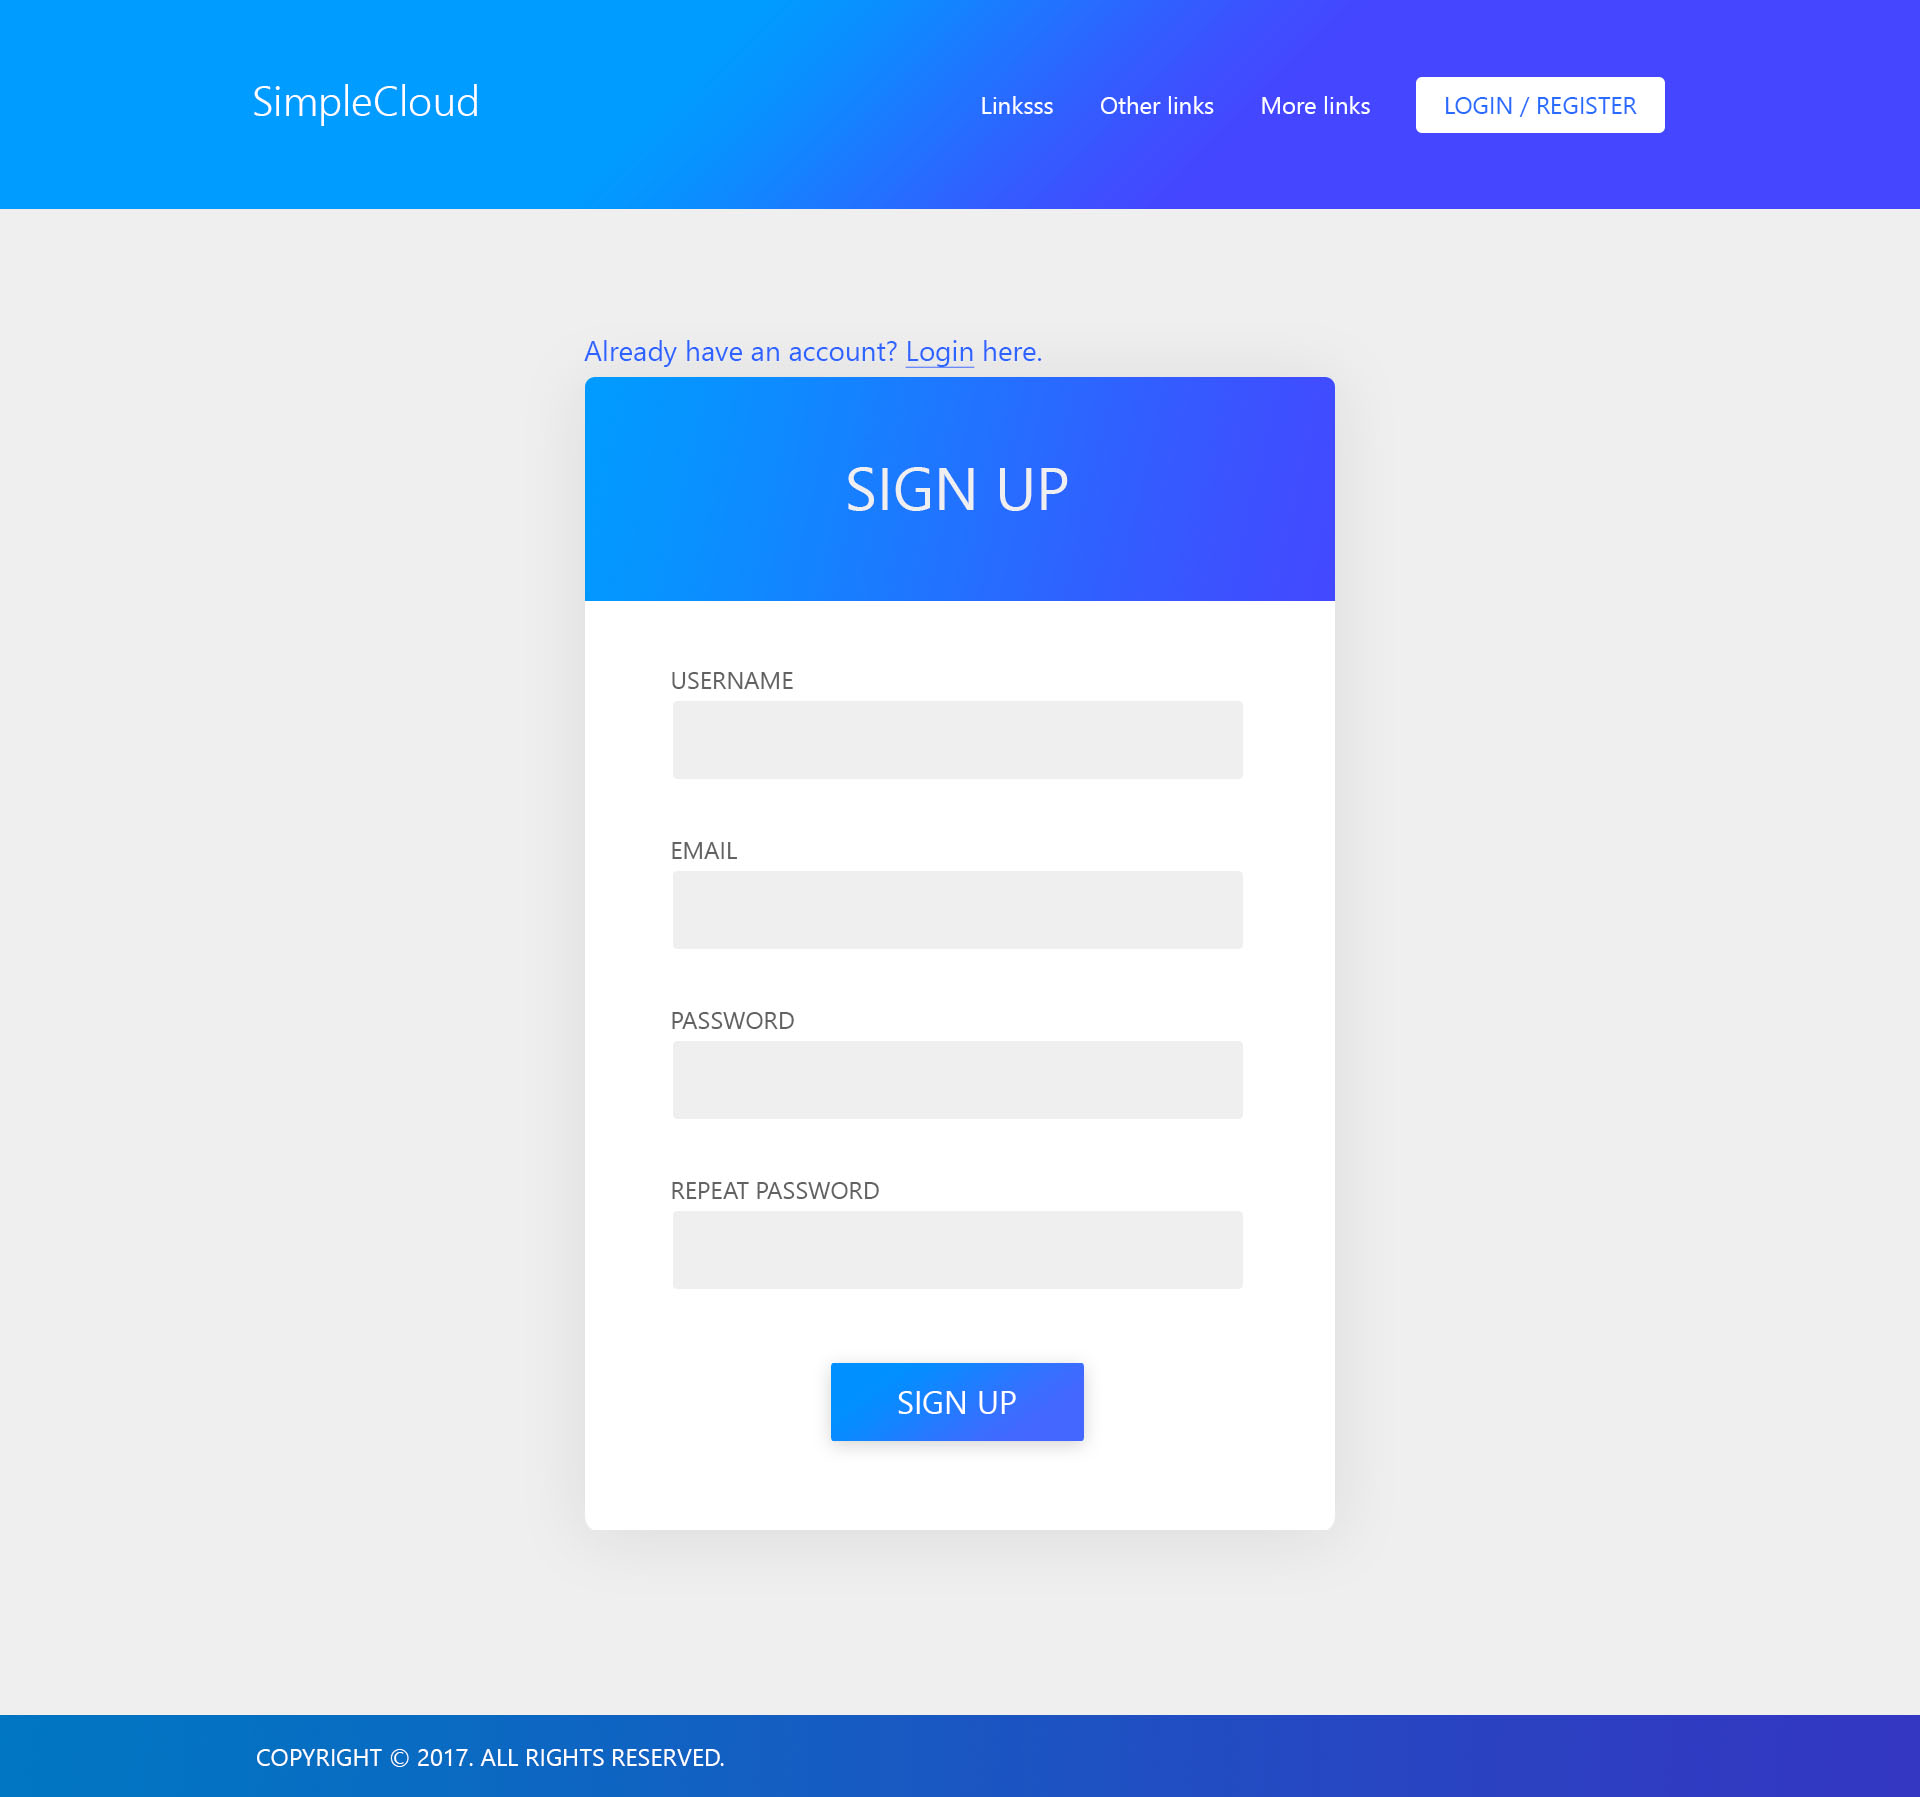 SimpleCloud
Linksss Other links More links LOGIN / REGISTER
Already have an account? Login here.
SIGN UP
USERNAME
EMAIL
PASSWORD
REPEAT PASSWORD
SIGN UP
COPYRIGHT © 2017. ALL RIGHTS RESERVED.